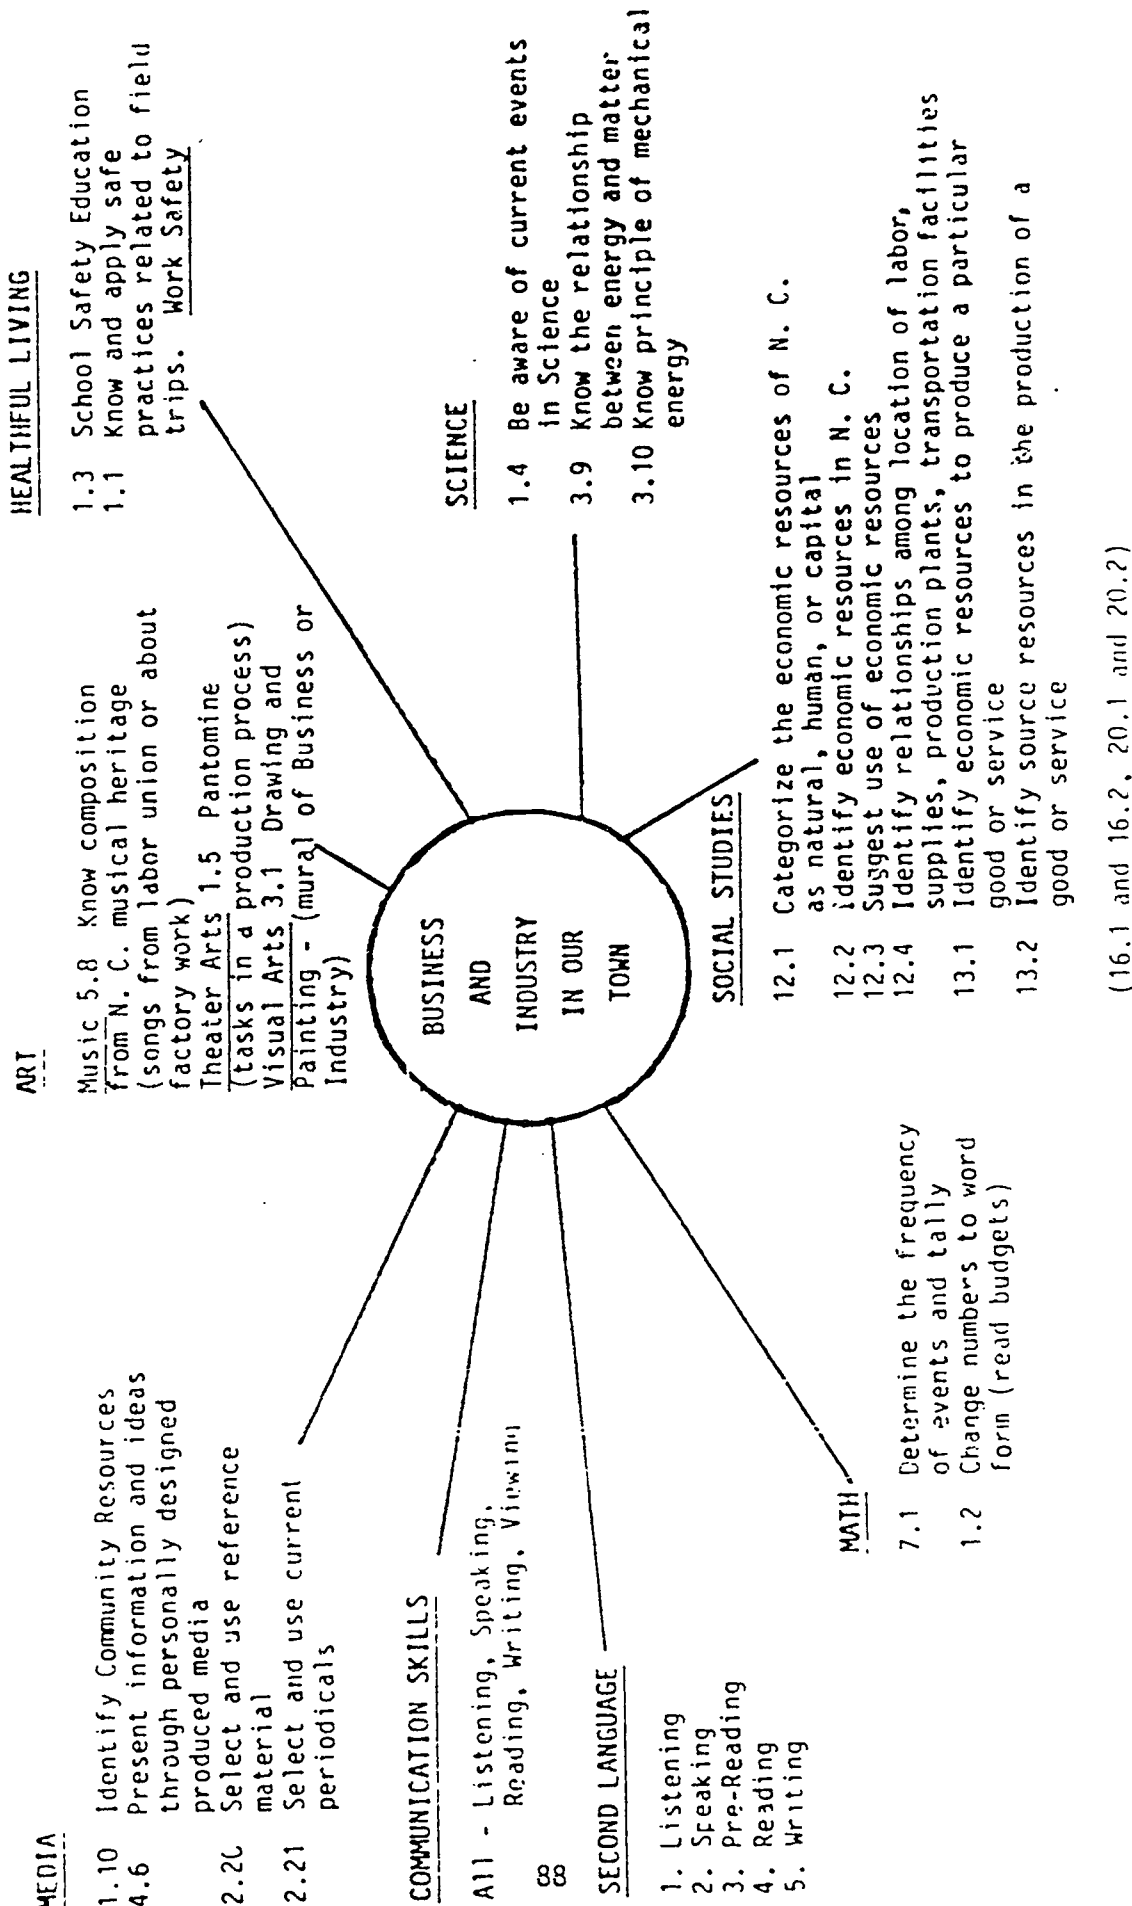 MEDIA
1.10 Identify Community Resources
4.6 Present information and ideas
through personally designed
produced media
2.20 Select and use reference
material
2.21 Select and use current
periodicals
COMMUNICATION SKILLS
All - Listening, Speaking,
Reading, Writing, Viewing
SECOND LANGUAGE
1. Listening
2. Speaking
3. Pre-Reading
4. Reading
5. Writing
MATH
7.1 Determine the frequency
of events and tally
1.2 Change numbers to word
form (read budgets)
ART
Music 5.8 Know composition
from N. C. musical heritage
(songs from labor union or about
factory work)
Theater Arts 1.5 Pantomine
(tasks in a production process)
Visual Arts 3.1 Drawing and
Painting - (mural of Business or
Industry)
BUSINESS
AND
INDUSTRY
IN OUR
TOWN
HEALTHFUL LIVING
1.3 School Safety Education
1.1 Know and apply safe
practices related to field
trips. Work Safety
SCIENCE
1.4 Be aware of current events
in Science
3.9 Know the relationship
between energy and matter
3.10 Know principle of mechanical
energy
SOCIAL STUDIES
12.1 Categorize the economic resources of N. C.
as natural, human, or capital
12.2 identify economic resources in N. C.
12.3 Suggest use of economic resources
12.4 Identify relationships among location of labor,
supplies, production plants, transportation facilities
13.1 Identify economic resources to produce a particular
good or service
13.2 Identify source resources in the production of a
good or service
(16.1 and 16.2, 20.1 and 20.2)
88